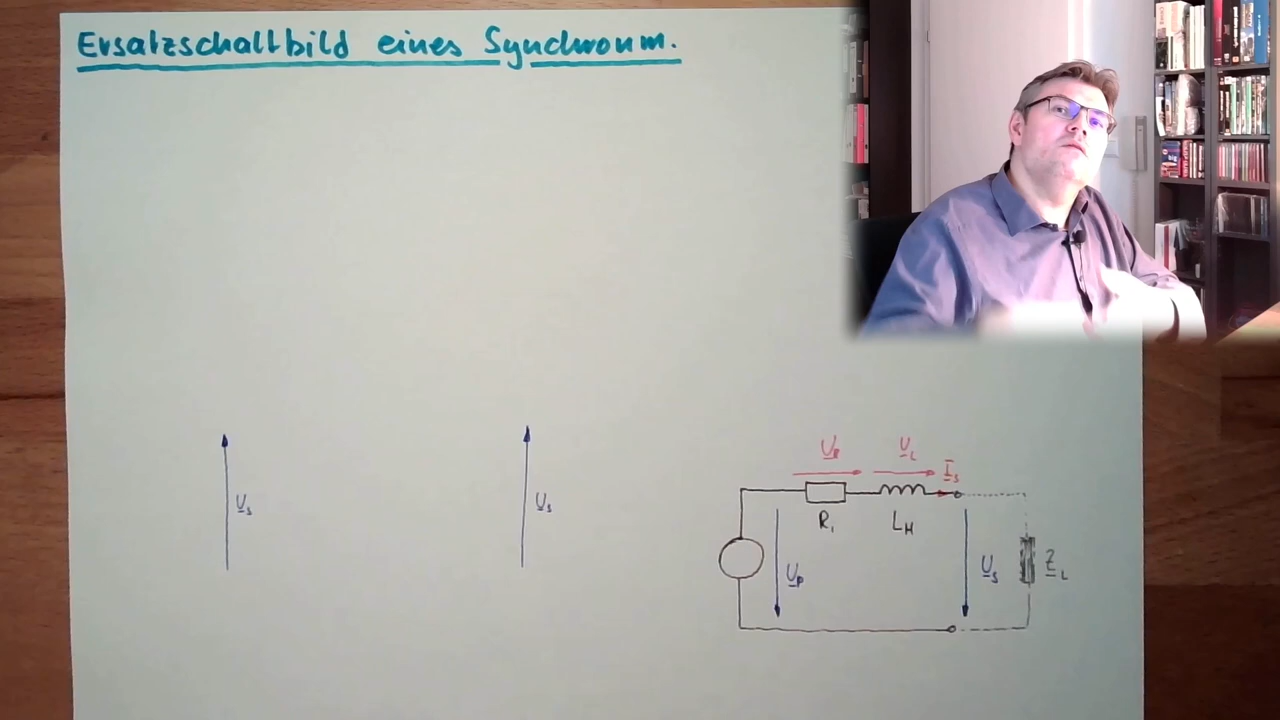 Ersatzschaltbild eines Synchronm.
U_s
U_s
U_R
U_L
I_s
R_1
L_H
U_P
U_s
Z_L